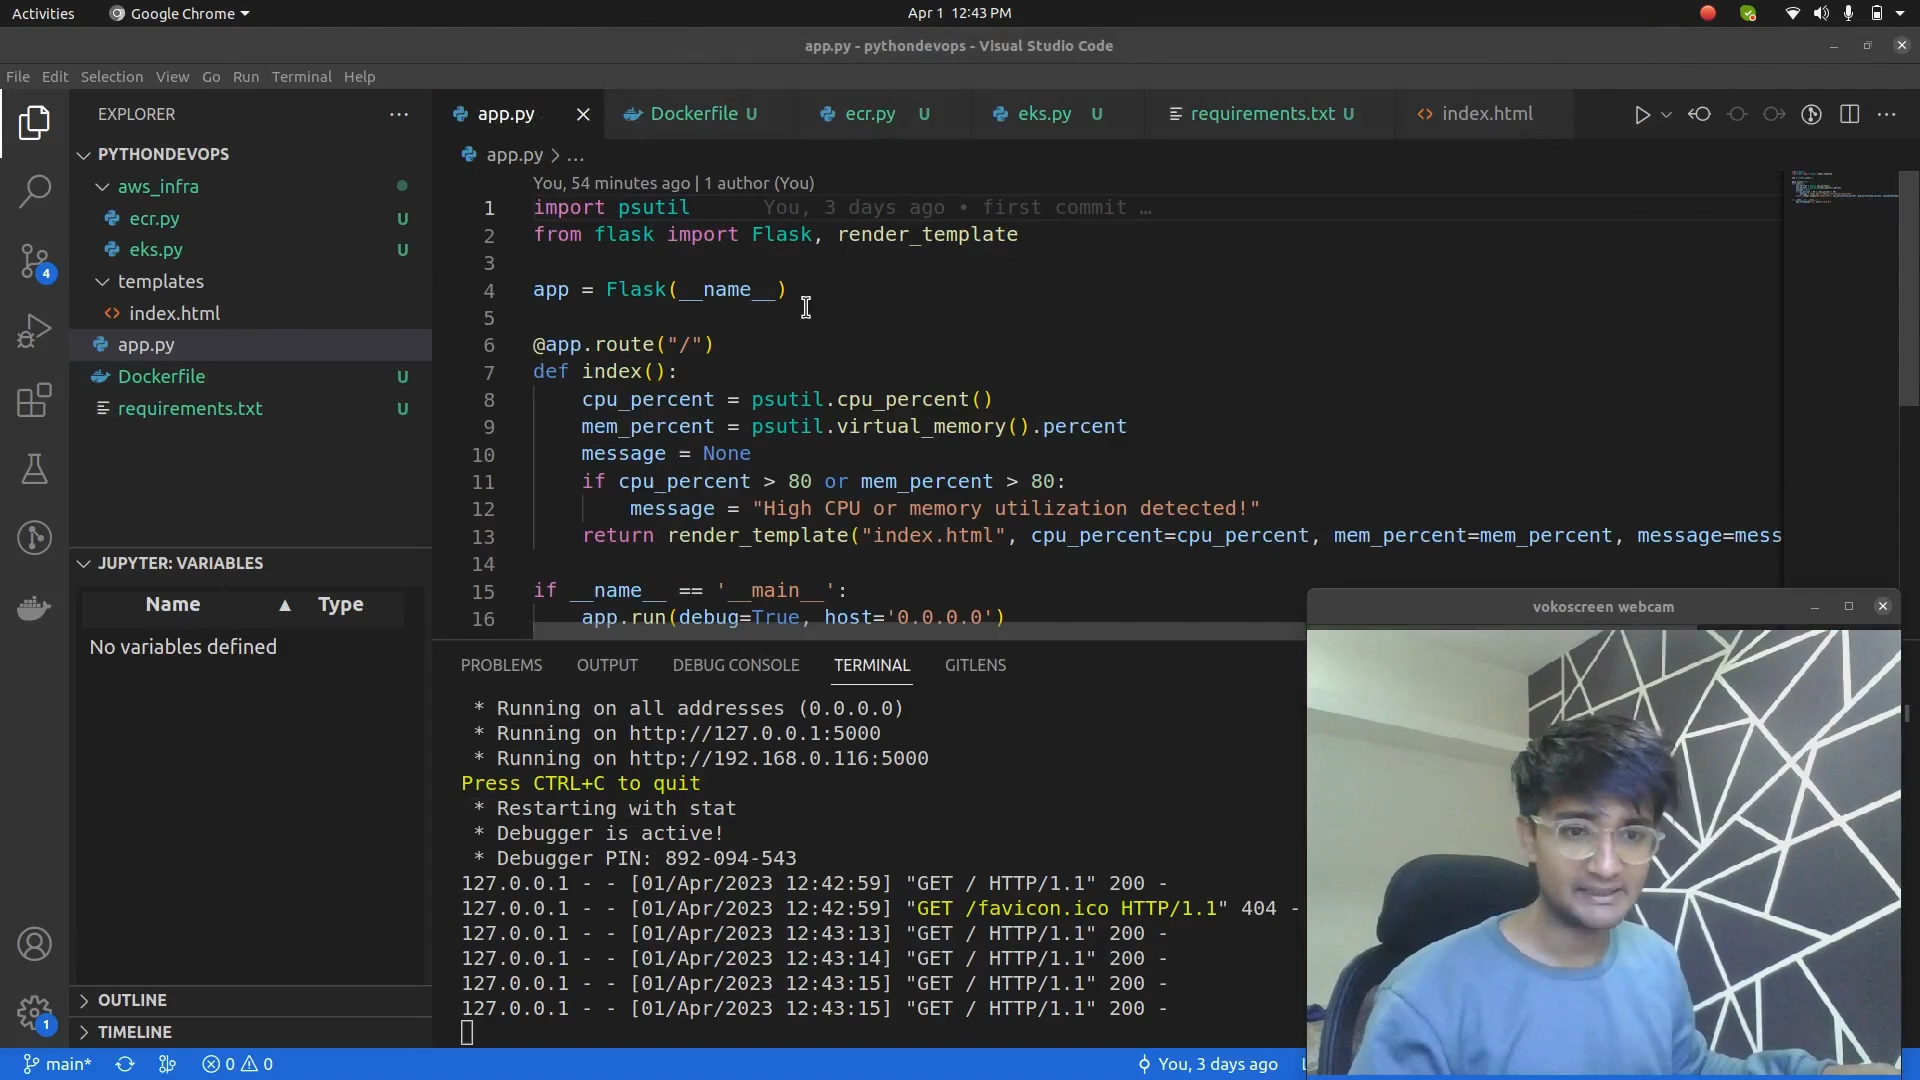 Activities
Google Chrome
Apr 1 12:43 PM
app.py - pythondevops - Visual Studio Code
File Edit Selection View Go Run Terminal Help
EXPLORER
PYTHONDEVOPS
aws_infra
ecr.py U
eks.py U
templates
index.html
app.py
Dockerfile U
requirements.txt U
JUPYTER: VARIABLES
Name Type
No variables defined
OUTLINE
TIMELINE
4
1
app.py Dockerfile U ecr.py U eks.py U requirements.txt U index.html
app.py > ...
You, 54 minutes ago | 1 author (You)
1 import psutil You, 3 days ago • first commit …
2 from flask import Flask, render_template
3
4 app = Flask(__name__)
5
6 @app.route("/")
7 def index():
8 cpu_percent = psutil.cpu_percent()
9 mem_percent = psutil.virtual_memory().percent
10 message = None
11 if cpu_percent > 80 or mem_percent > 80:
12 message = "High CPU or memory utilization detected!"
13 return render_template("index.html", cpu_percent=cpu_percent, mem_percent=mem_percent, message=mess
14
15 if __name__ == '__main__':
16 app.run(debug=True, host='0.0.0.0')
vokoscreen webcam
PROBLEMS OUTPUT DEBUG CONSOLE TERMINAL GITLENS
* Running on all addresses (0.0.0.0)
* Running on http://127.0.0.1:5000
* Running on http://192.168.0.116:5000
Press CTRL+C to quit
* Restarting with stat
* Debugger is active!
* Debugger PIN: 892-094-543
127.0.0.1 - - [01/Apr/2023 12:42:59] "GET / HTTP/1.1" 200 -
127.0.0.1 - - [01/Apr/2023 12:42:59] "GET /favicon.ico HTTP/1.1" 404 -
127.0.0.1 - - [01/Apr/2023 12:43:13] "GET / HTTP/1.1" 200 -
127.0.0.1 - - [01/Apr/2023 12:43:14] "GET / HTTP/1.1" 200 -
127.0.0.1 - - [01/Apr/2023 12:43:15] "GET / HTTP/1.1" 200 -
127.0.0.1 - - [01/Apr/2023 12:43:15] "GET / HTTP/1.1" 200 -
main* 0 0 You, 3 days ago